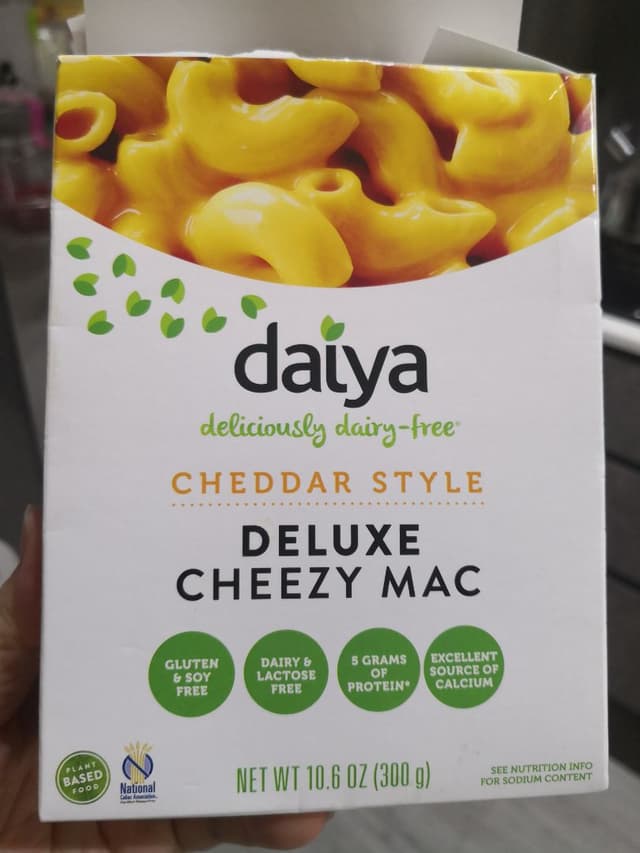 daiya
deliciously dairy-free
CHEDDAR STYLE
DELUXE
CHEEZY MAC
GLUTEN
& SOY
FREE
DAIRY &
LACTOSE
FREE
5 GRAMS
OF
PROTEIN*
EXCELLENT
SOURCE OF
CALCIUM
PLANT
BASED
FOOD
National
Celiac Association
NET WT 10.6 OZ (300 g)
SEE NUTRITION INFO
FOR SODIUM CONTENT